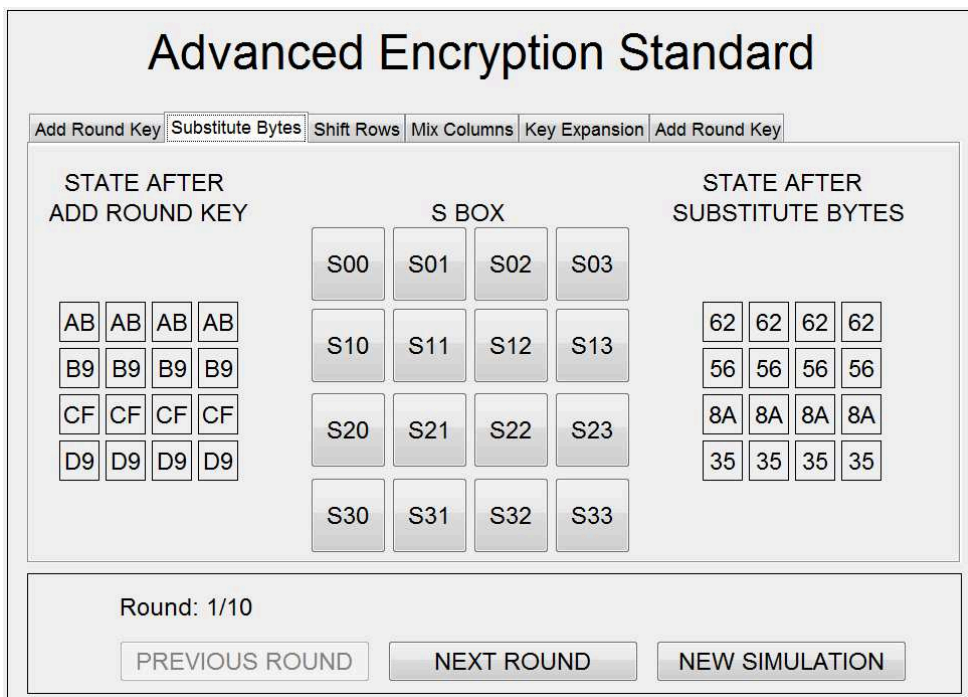 Advanced Encryption Standard
Add Round Key Substitute Bytes Shift Rows Mix Columns Key Expansion Add Round Key
STATE AFTER
ADD ROUND KEY
S BOX
STATE AFTER
SUBSTITUTE BYTES
S00 S01 S02 S03
AB AB AB AB
62 62 62 62
S10 S11 S12 S13
B9 B9 B9 B9
56 56 56 56
CF CF CF CF
8A 8A 8A 8A
S20 S21 S22 S23
D9 D9 D9 D9
35 35 35 35
S30 S31 S32 S33
Round: 1/10
PREVIOUS ROUND NEXT ROUND NEW SIMULATION